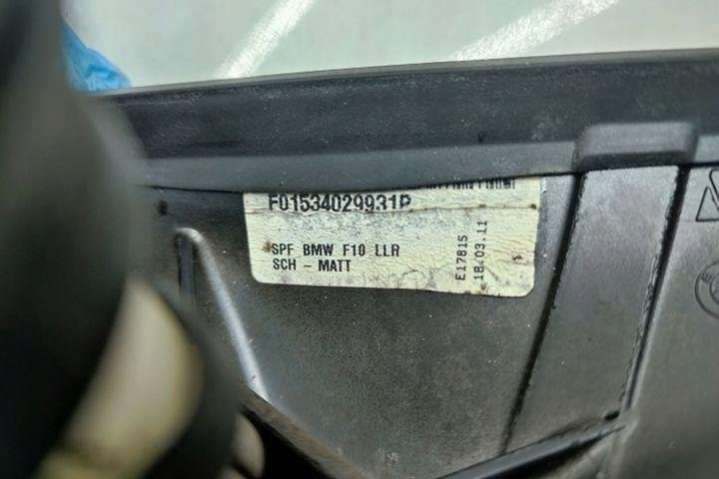 F01534029931P
SPF BMW F10 LLR
SCH - MATT
E17815
18.03.11